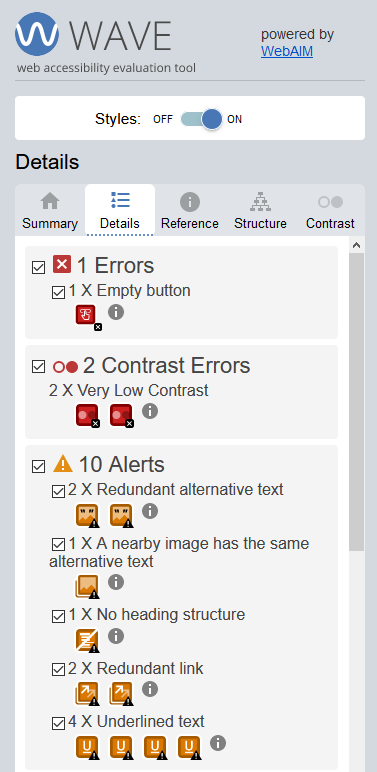 WAVE
web accessibility evaluation tool
powered by
WebAIM
Styles: OFF ON
Details
Summary Details Reference Structure Contrast
1 Errors
1 X Empty button
2 Contrast Errors
2 X Very Low Contrast
10 Alerts
2 X Redundant alternative text
1 X A nearby image has the same
alternative text
1 X No heading structure
2 X Redundant link
4 X Underlined text
U U U U